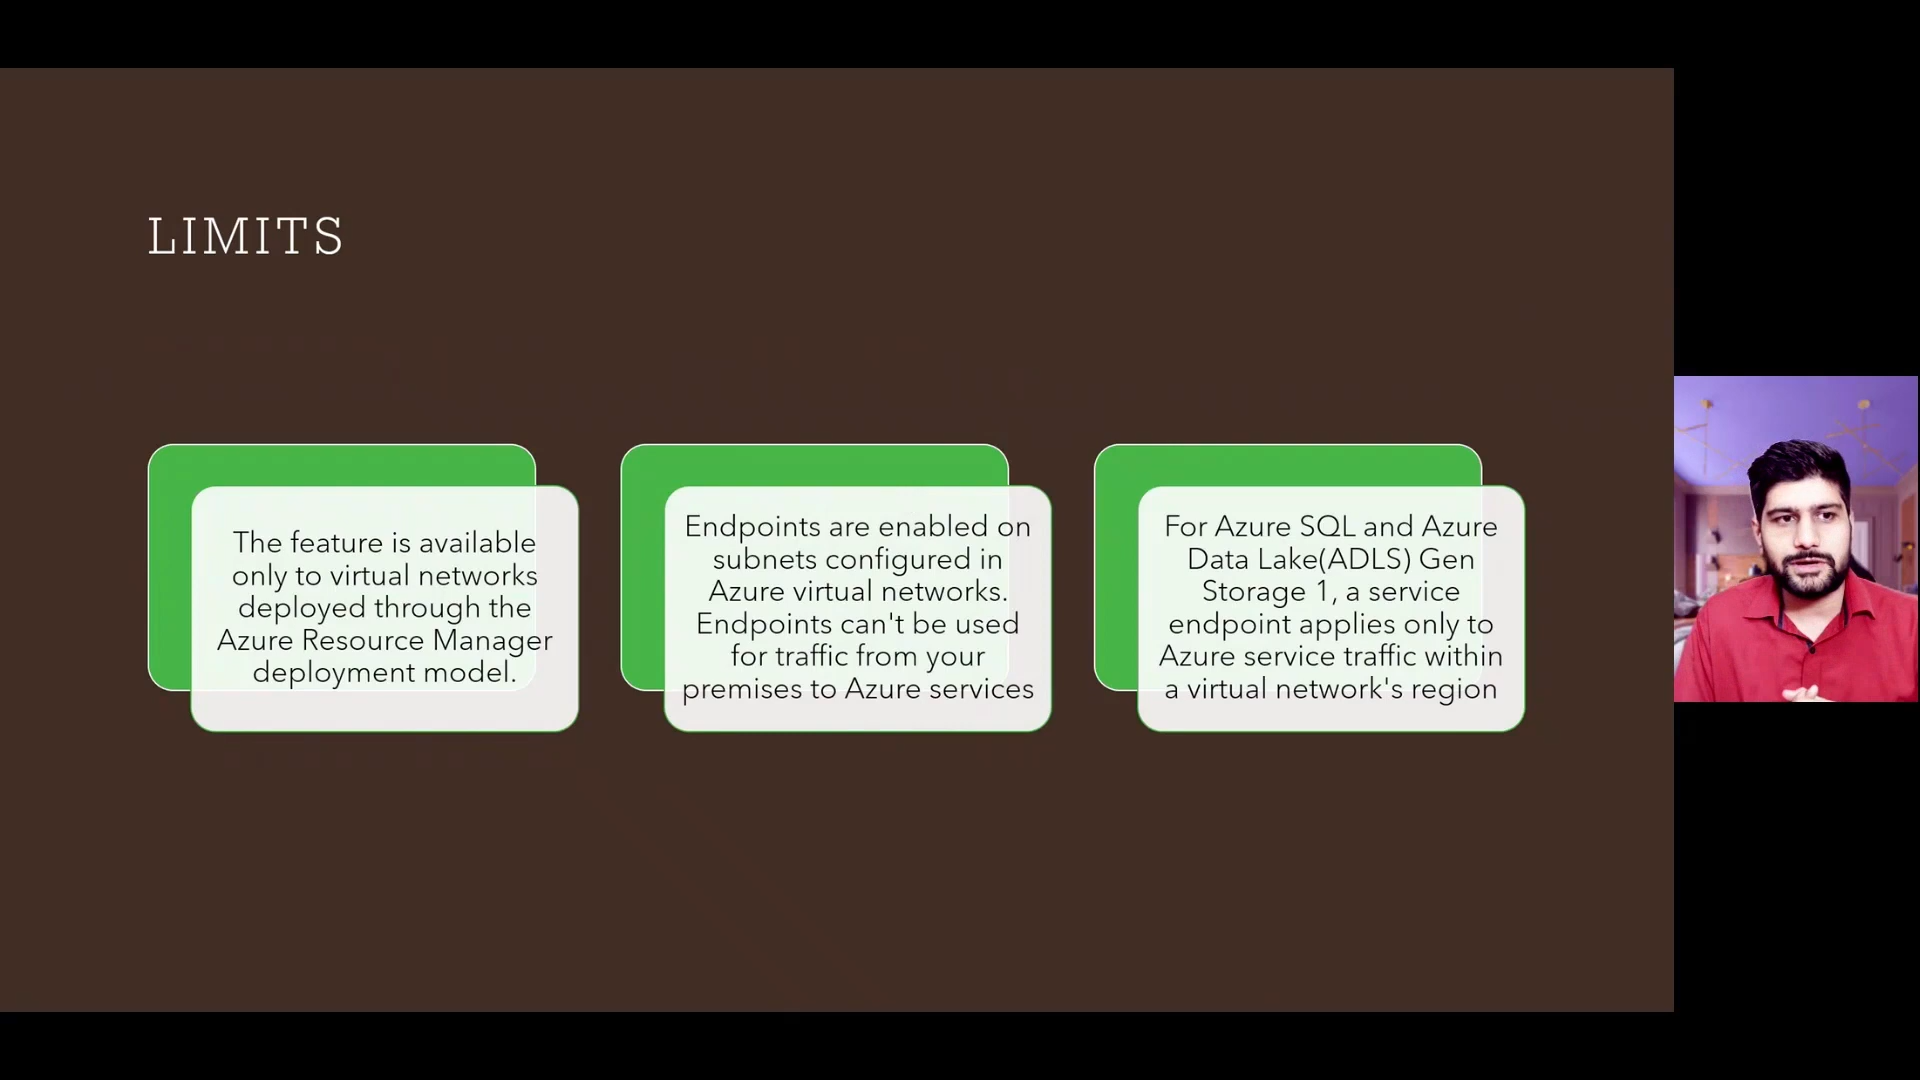 LIMITS
The feature is available
only to virtual networks
deployed through the
Azure Resource Manager
deployment model.
Endpoints are enabled on
subnets configured in
Azure virtual networks.
Endpoints can't be used
for traffic from your
premises to Azure services
For Azure SQL and Azure
Data Lake(ADLS) Gen
Storage 1, a service
endpoint applies only to
Azure service traffic within
a virtual network's region